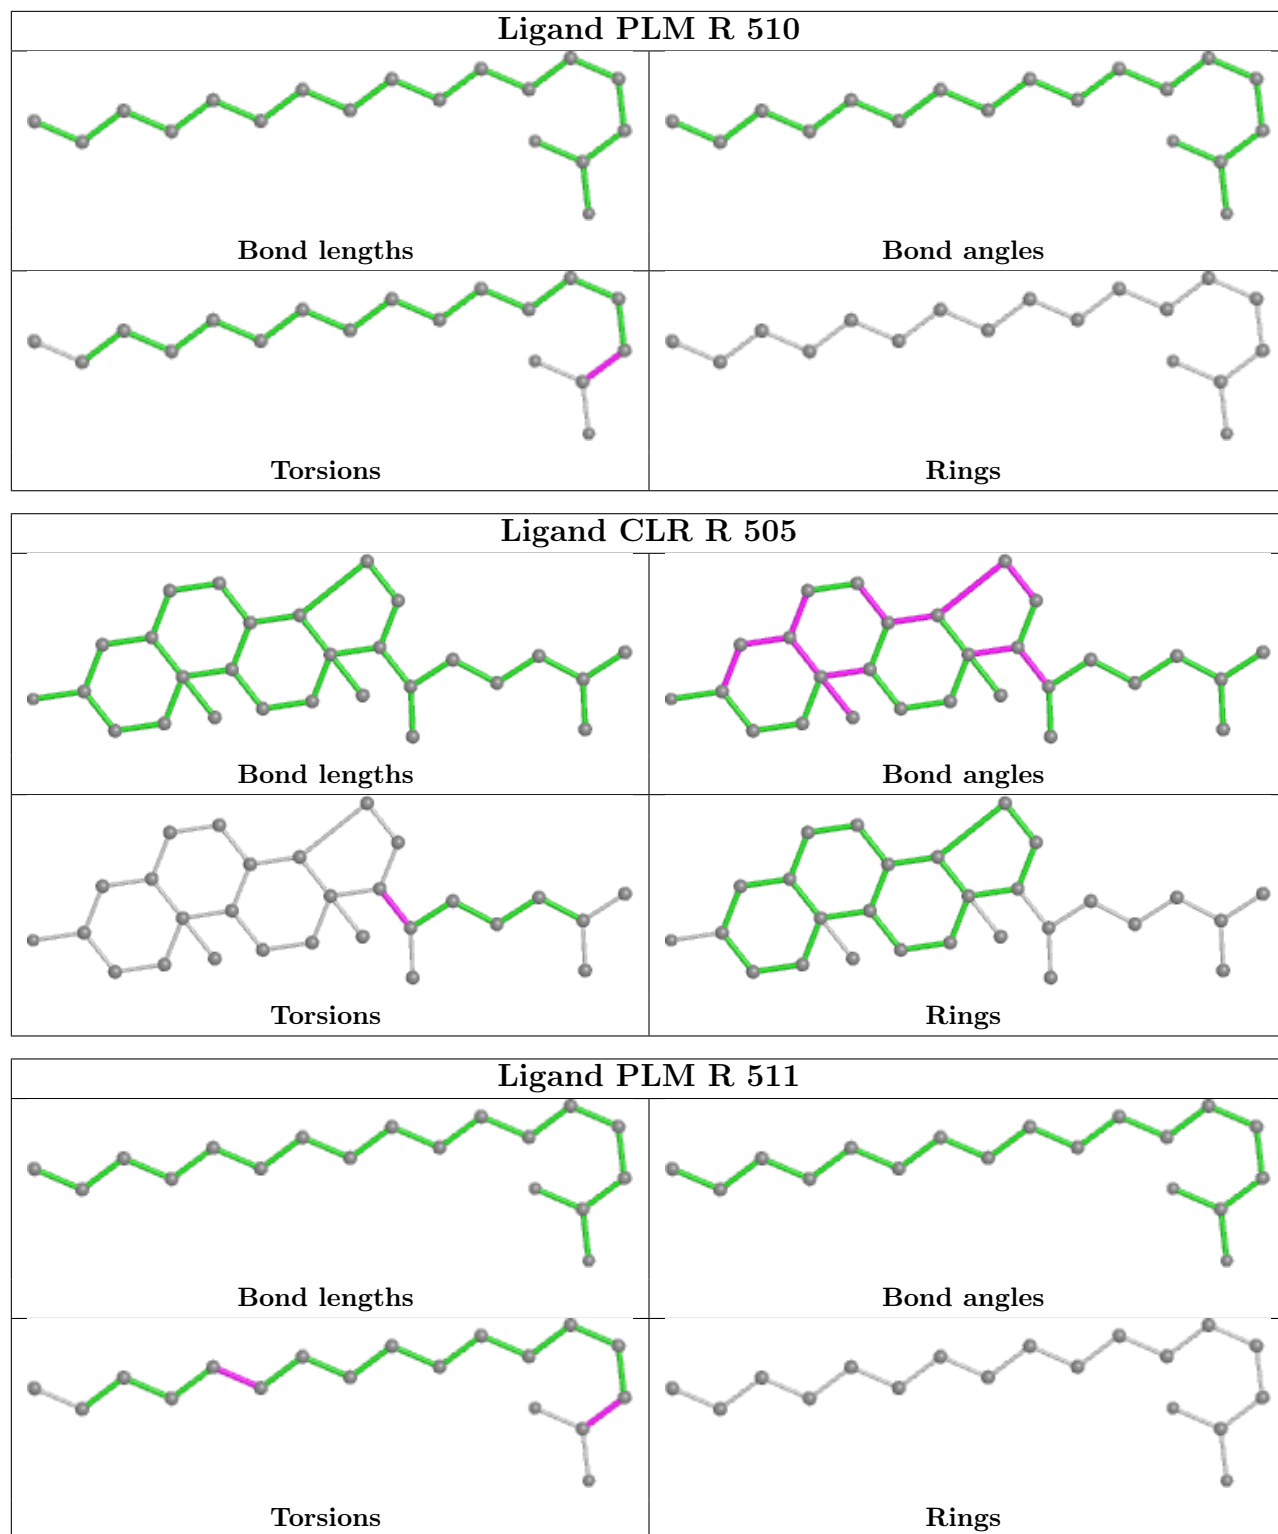 Ligand PLM R 510
Bond lengths
Bond angles
Torsions
Rings
Ligand CLR R 505
Bond lengths
Bond angles
Torsions
Rings
Ligand PLM R 511
Bond lengths
Bond angles
Torsions
Rings